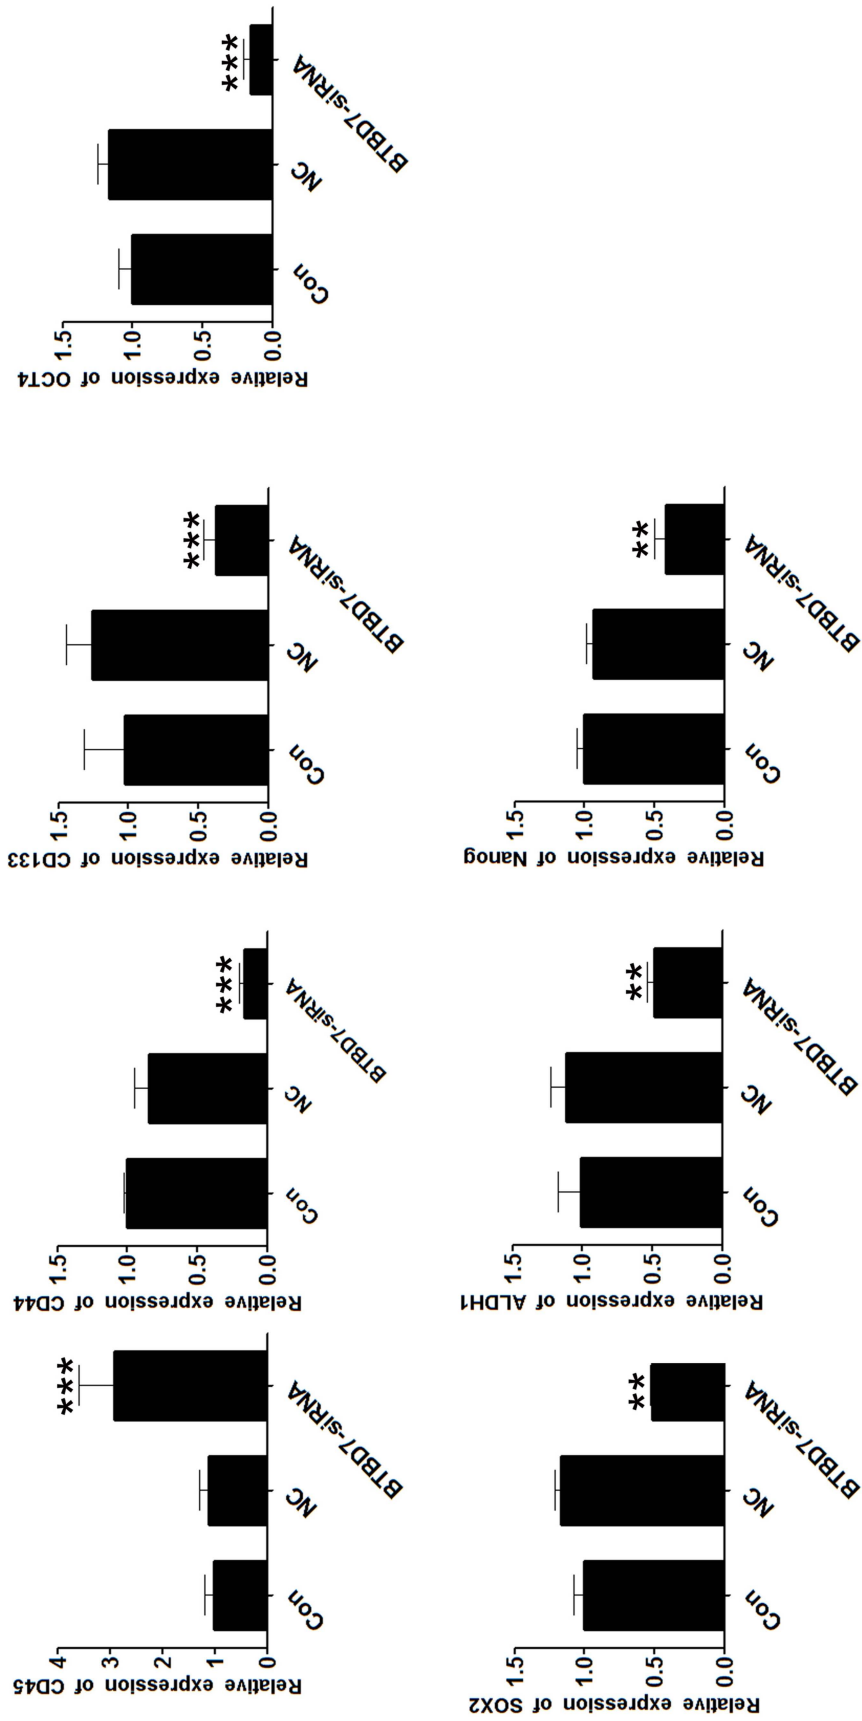 Relative expression of CD45
4
3
2
1
0
***
Con
NC
BTBD7-siRNA
Relative expression of CD44
1.5
1.0
0.5
0.0
***
Con
NC
BTBD7-siRNA
Relative expression of CD133
1.5
1.0
0.5
0.0
***
Con
NC
BTBD7-siRNA
Relative expression of OCT4
1.5
1.0
0.5
0.0
***
Con
NC
BTBD7-siRNA
Relative expression of SOX2
1.5
1.0
0.5
0.0
**
Con
NC
BTBD7-siRNA
Relative expression of ALDH1
1.5
1.0
0.5
0.0
**
Con
NC
BTBD7-siRNA
Relative expression of Nanog
1.5
1.0
0.5
0.0
**
Con
NC
BTBD7-siRNA